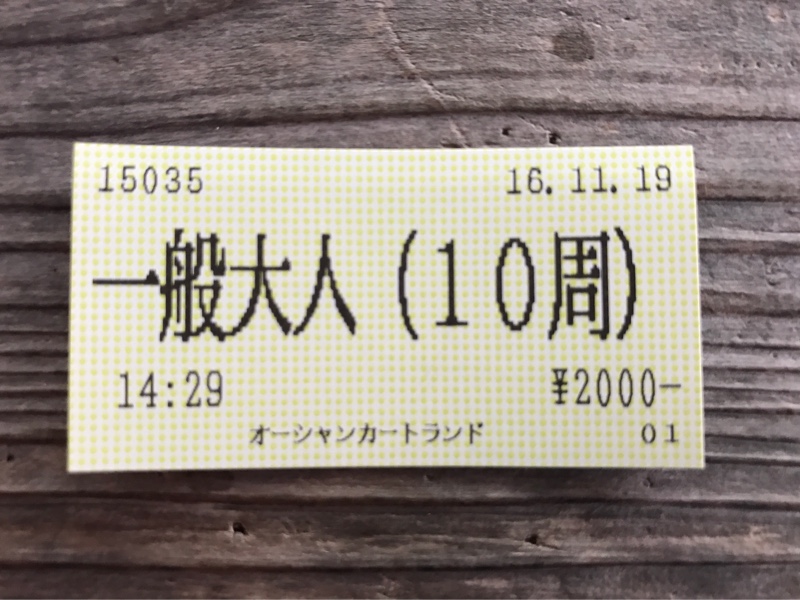 15035 16.11.19
一般大人(10周)
14:29 ¥2000-
オーシャンカートランド 01